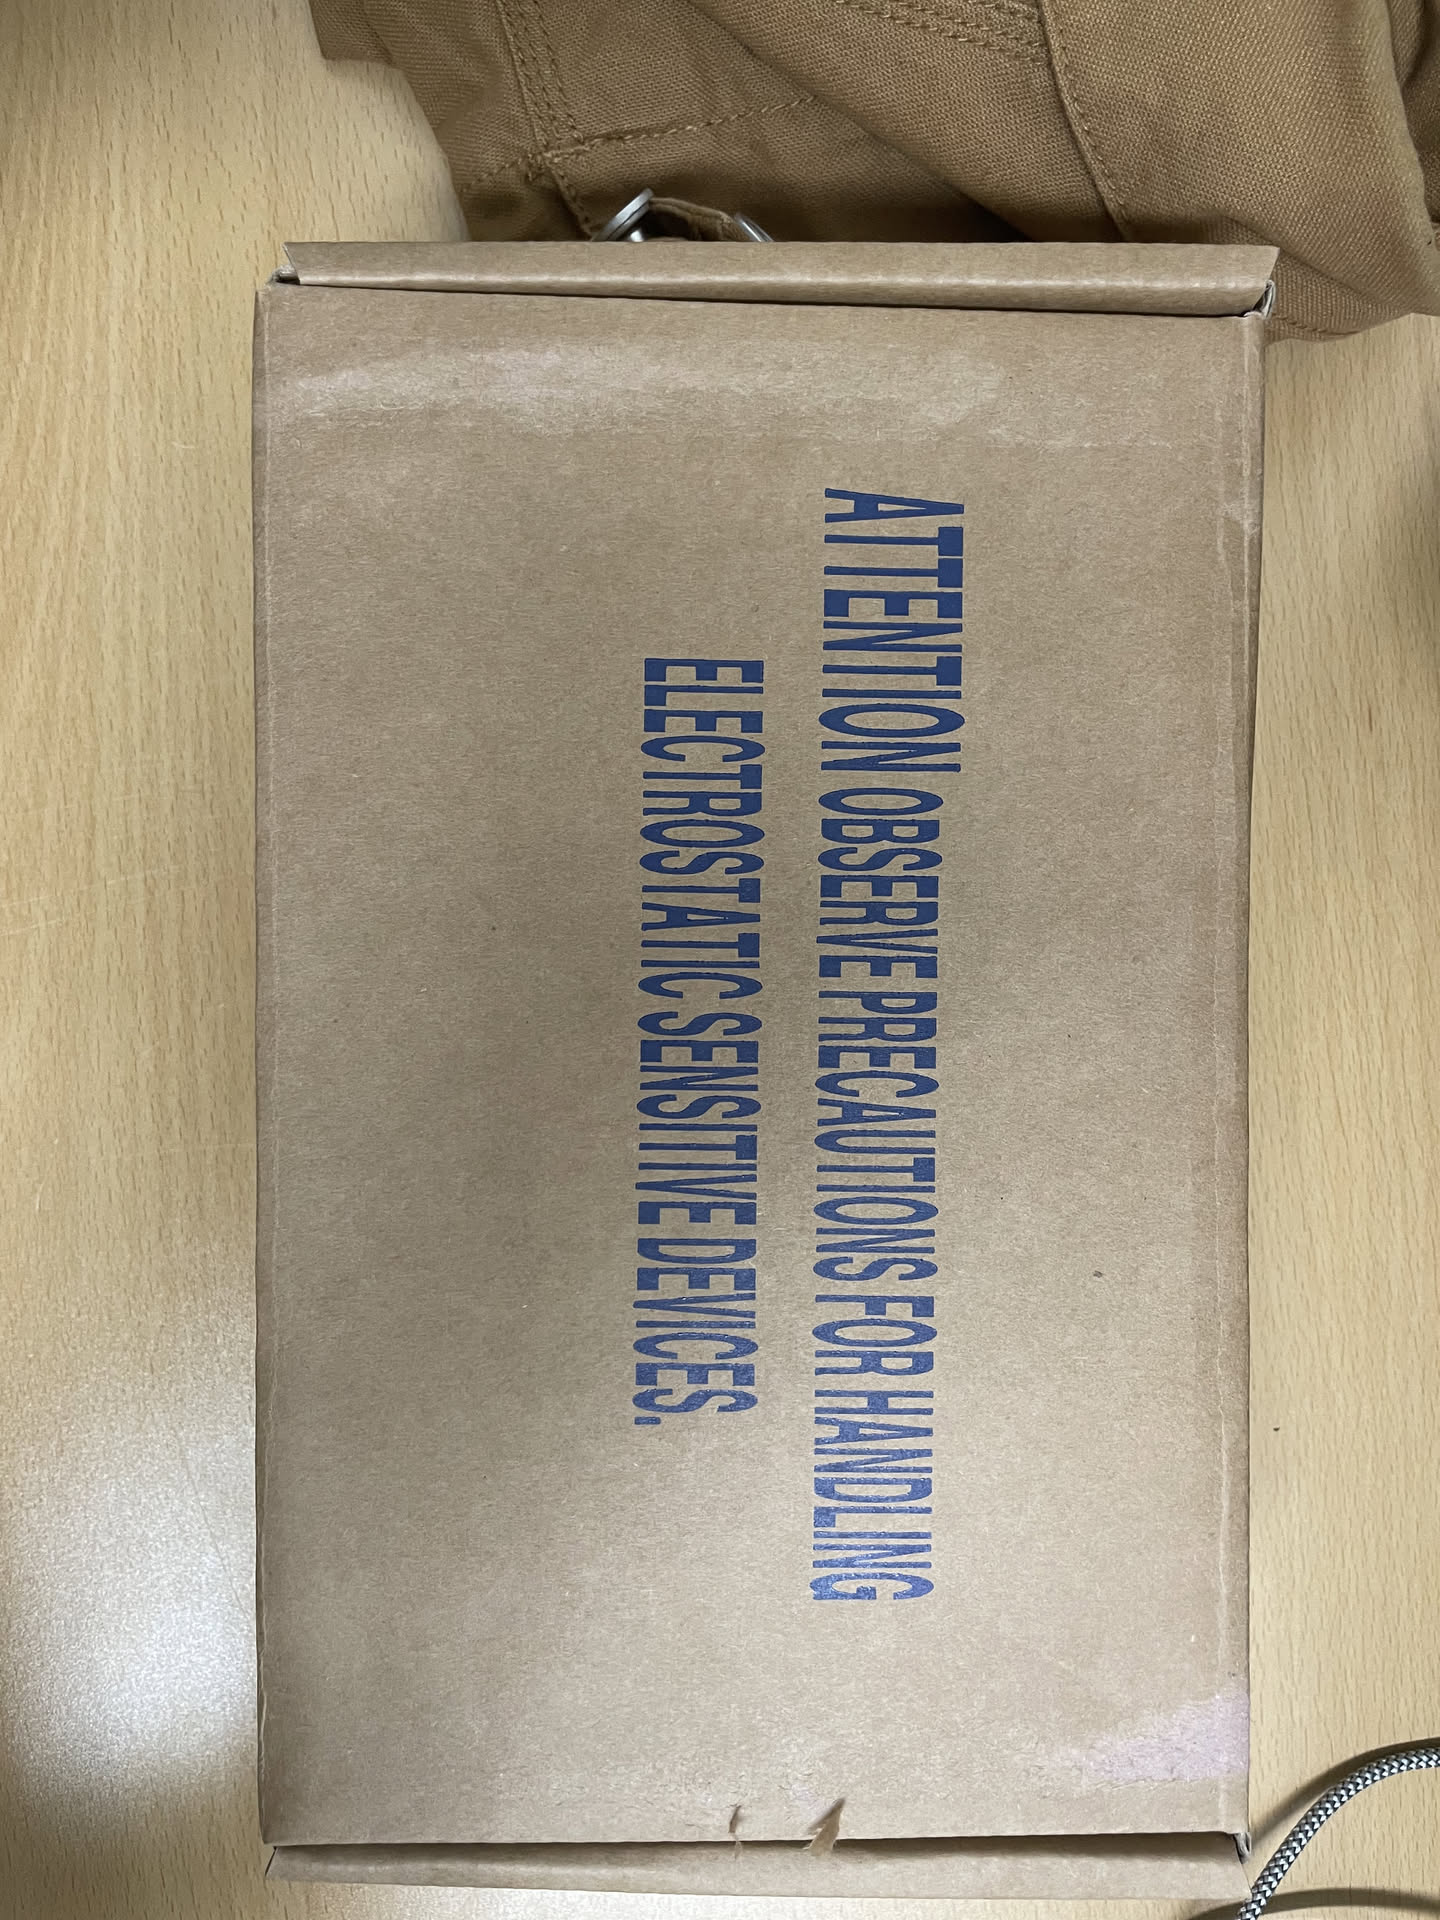 ATTENTION OBSERVE PRECAUTIONS FOR HANDLING
ELECTROSTATIC SENSITIVE DEVICES.